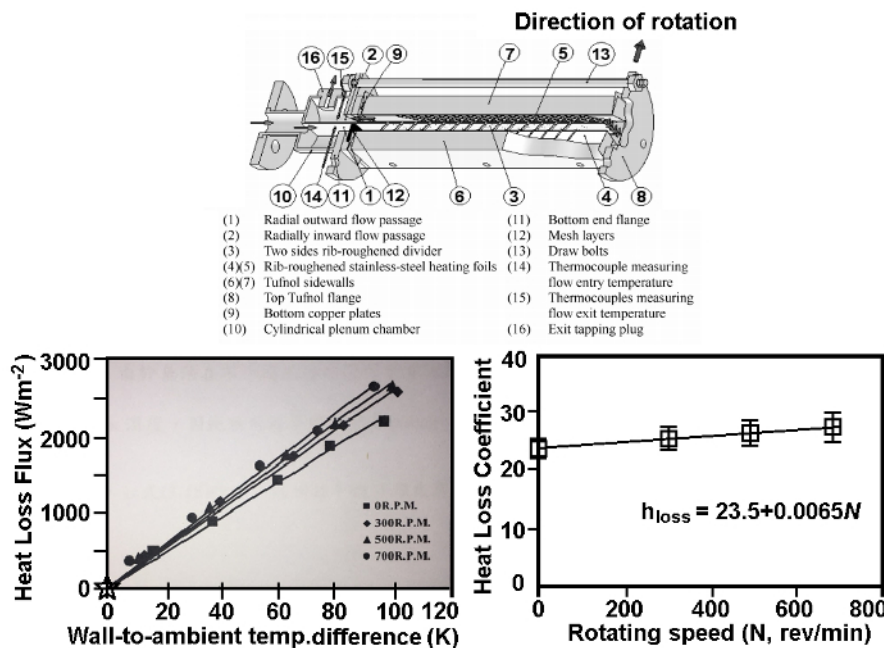 Direction of rotation
16 15 2 9 7 5 13
10 14 11 1 12 6 3 4 8
(1) Radial outward flow passage
(2) Radially inward flow passage
(3) Two sides rib-roughened divider
(4)(5) Rib-roughened stainless-steel heating foils
(6)(7) Tufnol sidewalls
(8) Top Tufnol flange
(9) Bottom copper plates
(10) Cylindrical plenum chamber
(11) Bottom end flange
(12) Mesh layers
(13) Draw bolts
(14) Thermocouple measuring
flow entry temperature
(15) Thermocouples measuring
flow exit temperature
(16) Exit tapping plug
Heat Loss Flux (Wm-2)
3000
2000
1000
0
0R.P.M.
300R.P.M.
500R.P.M.
700R.P.M.
0 20 40 60 80 100 120
Wall-to-ambient temp.difference (K)
Heat Loss Coefficient
40
30
20
10
0
hloss = 23.5+0.0065N
0 200 400 600 800
Rotating speed (N, rev/min)